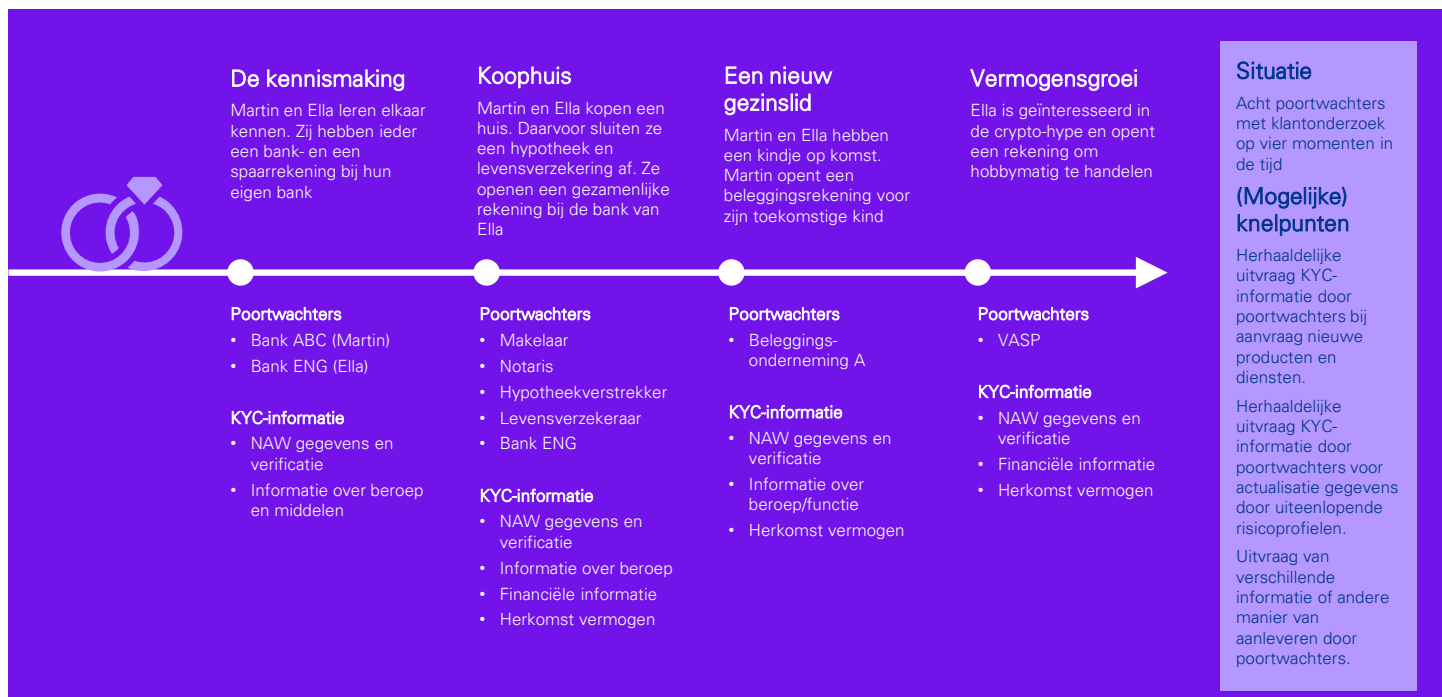 De kennismaking
Martin en Ella leren elkaar
kennen. Zij hebben ieder
een bank- en een
spaarrekening bij hun
eigen bank
Koophuis
Martin en Ella kopen een
huis. Daarvoor sluiten ze
een hypotheek en
levensverzekering af. Ze
openen een gezamenlijke
rekening bij de bank van
Ella
Een nieuw
gezinslid
Martin en Ella hebben
een kindje op komst.
Martin opent een
beleggingsrekening voor
zijn toekomstige kind
Vermogensgroei
Ella is geïnteresseerd in
de crypto-hype en opent
een rekening om
hobbymatig te handelen
Poortwachters
• Bank ABC (Martin)
• Bank ENG (Ella)
KYC-informatie
• NAW gegevens en
verificatie
• Informatie over beroep
en middelen
Poortwachters
• Makelaar
• Notaris
• Hypotheekverstrekker
• Levensverzekeraar
• Bank ENG
KYC-informatie
• NAW gegevens en
verificatie
• Informatie over beroep
• Financiële informatie
• Herkomst vermogen
Poortwachters
• Beleggings-
onderneming A
KYC-informatie
• NAW gegevens en
verificatie
• Informatie over
beroep/functie
• Herkomst vermogen
Poortwachters
• VASP
KYC-informatie
• NAW gegevens en
verificatie
• Financiële informatie
• Herkomst vermogen
Situatie
Acht poortwachters
met klantonderzoek
op vier momenten in
de tijd
(Mogelijke)
knelpunten
Herhaaldelijke
uitvraag KYC-
informatie door
poortwachters bij
aanvraag nieuwe
producten en
diensten.
Herhaaldelijke
uitvraag KYC-
informatie door
poortwachters voor
actualisatie gegevens
door uiteenlopende
risicoprofielen.
Uitvraag van
verschillende
informatie of andere
manier van
aanleveren door
poortwachters.